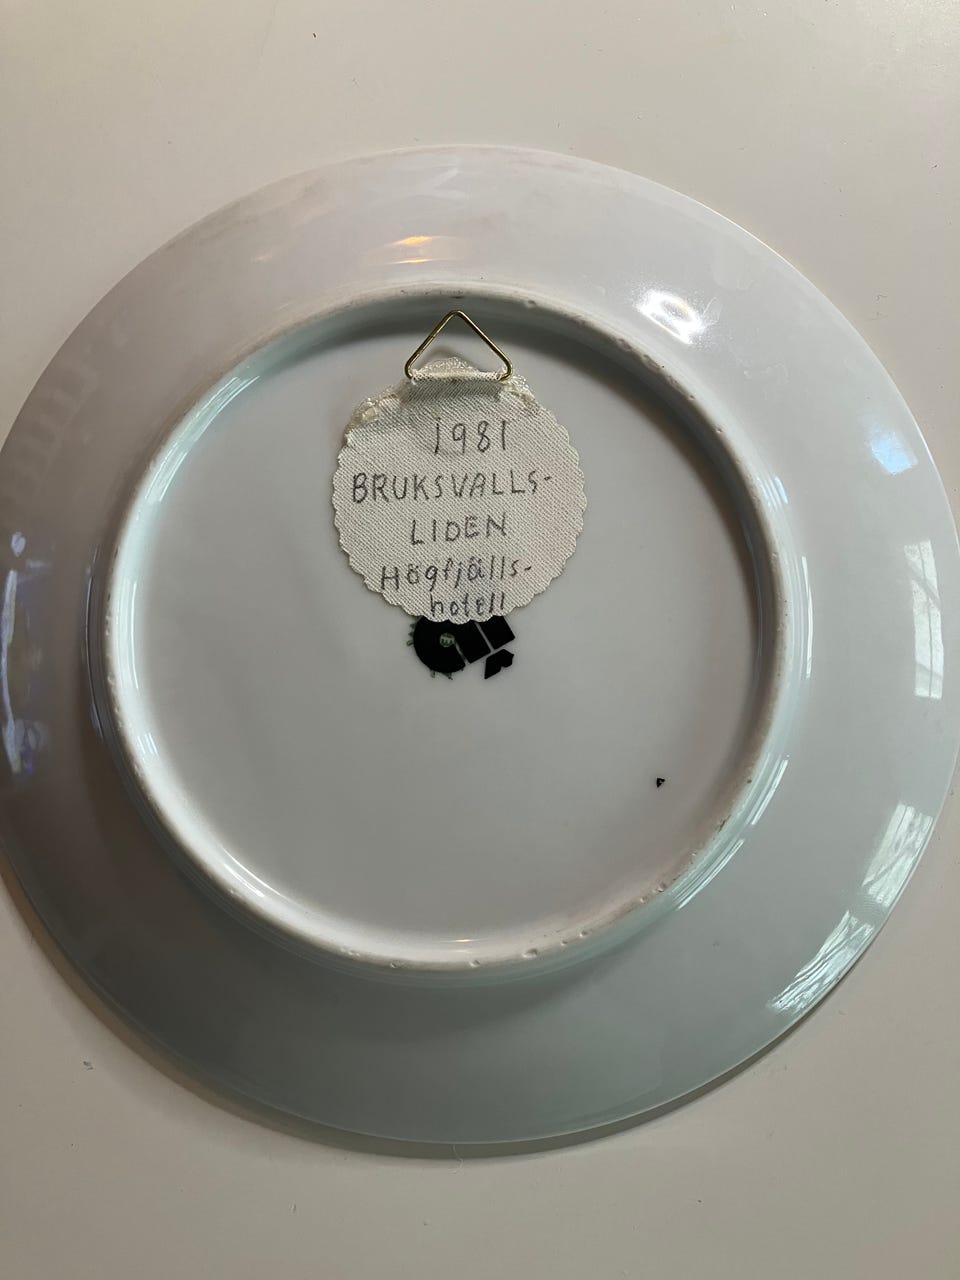 1981
BRUKSVALLS-
LIDEN
Högfjälls-
hotell